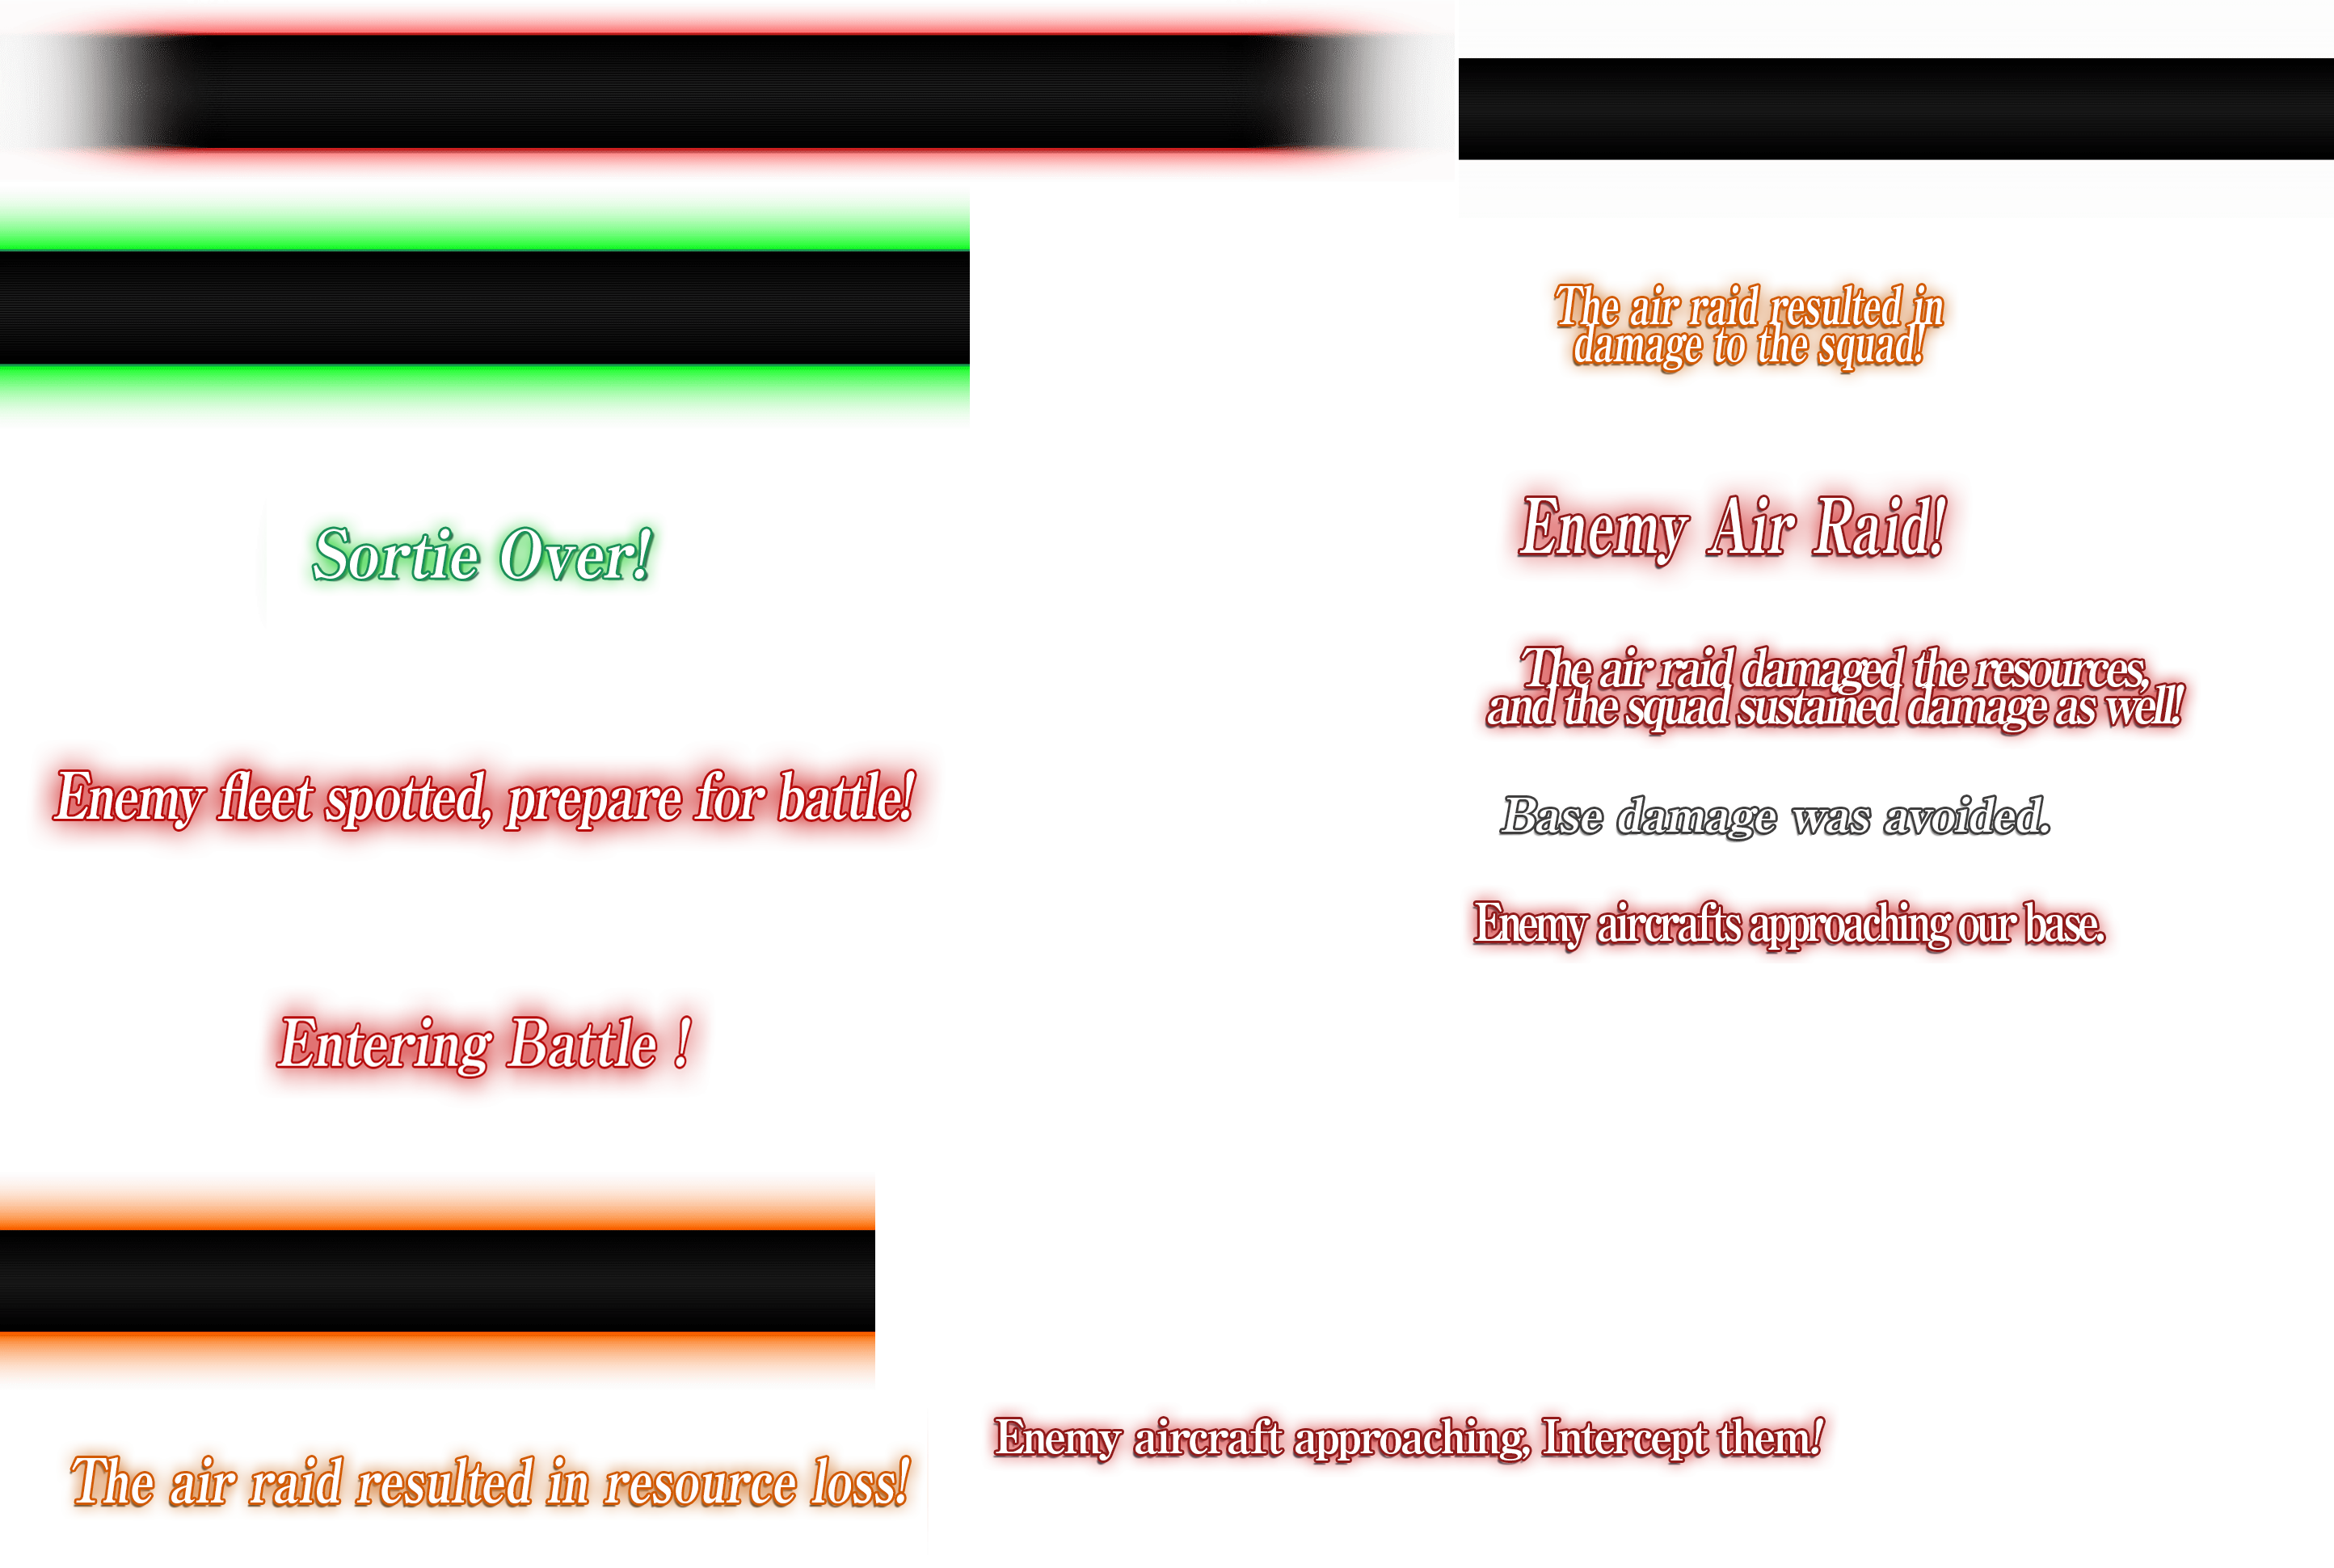 The air raid resulted in
damage to the squad!
Enemy Air Raid!
Sortie Over!
The air raid damaged the resources,
and the squad sustained damage as well!
Enemy fleet spotted, prepare for battle!
Base damage was avoided.
Enemy aircrafts approaching our base.
Entering Battle !
Enemy aircraft approaching, Intercept them!
The air raid resulted in resource loss!